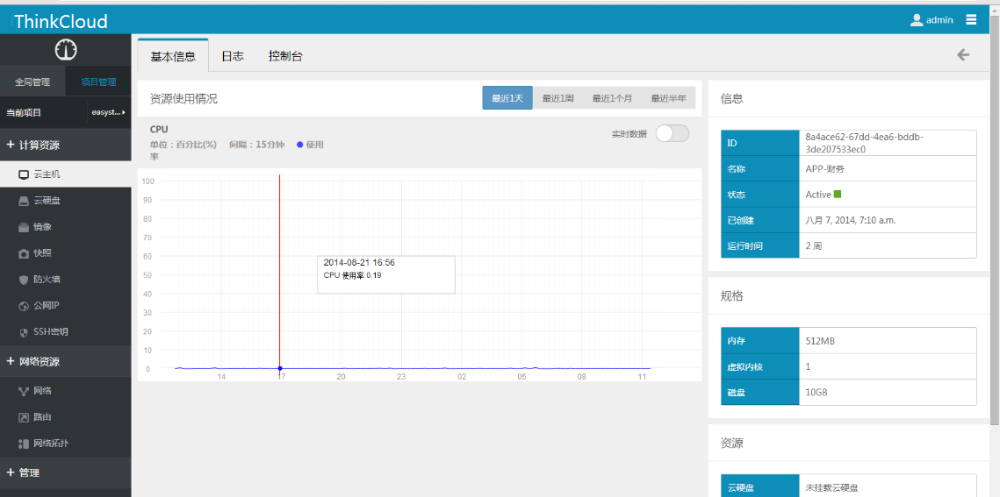 ThinkCloud
admin
全局管理
项目管理
当前项目
easyst...
计算资源
云主机
云硬盘
镜像
快照
防火墙
公网IP
SSH密钥
网络资源
网络
路由
网络拓扑
管理
基本信息
日志
控制台
资源使用情况
最近1天
最近1周
最近1个月
最近半年
CPU
单位：百分比(%)
间隔：15分钟
使用
率
实时数据
100
90
80
70
60
50
40
30
20
10
0
2014-08-21 16:56
CPU 使用率 0.19
14
17
20
23
02
05
08
11
信息
ID
8a4ace62-67dd-4ea6-bddb-
3de207533ec0
名称
APP-财务
状态
Active
已创建
八月 7, 2014, 7:10 a.m.
运行时间
2 周
规格
内存
512MB
虚拟内核
1
磁盘
10GB
资源
云硬盘
未挂载云硬盘